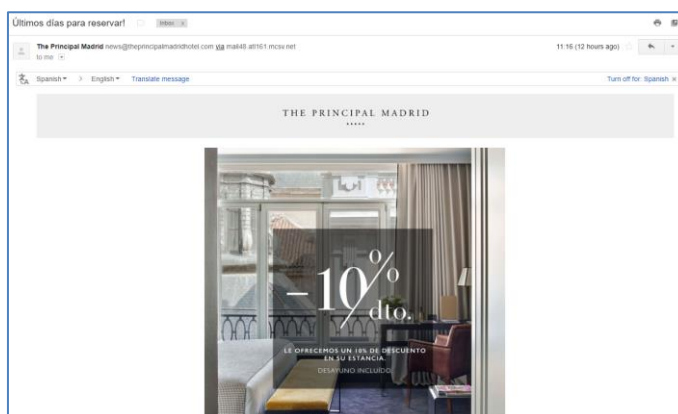 Últimos días para reservar!
Inbox x
The Principal Madrid news@theprincipalmadridhotel.com via mail48.atl161.mcsv.net
11:16 (12 hours ago)
to me
Spanish > English Translate message
Turn off for: Spanish x
THE PRINCIPAL MADRID
-10% dto.
LE OFRECEMOS UN 10% DE DESCUENTO
EN SU ESTANCIA.
DESAYUNO INCLUÍDO